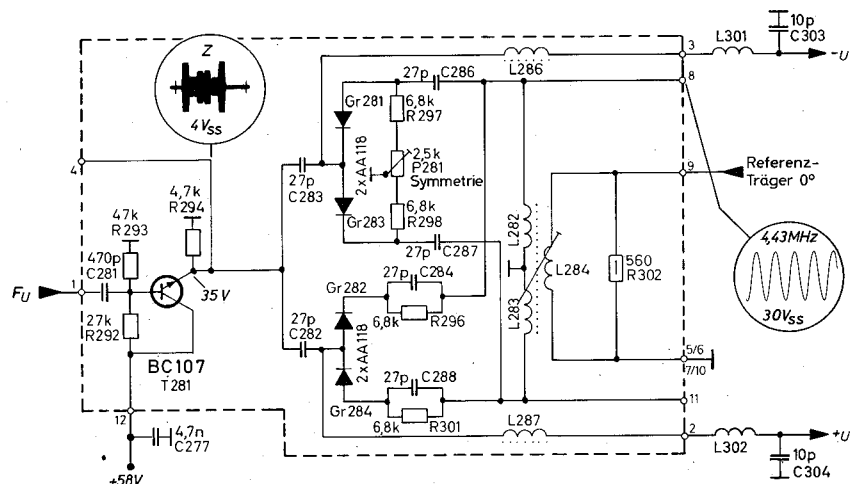 10p
C303
L301
3
-U
L286
8
Z
4Vss
27p C286
Gr281
6,8k
R297
4
27p
C283
2xAA118
2,5k
P281
Symmetrie
9
Referenz-
Träger 0°
4,7k
R294
47k
R293
6,8k
R298
Gr283
27p C287
L282
4,43MHz
470p
C281
560
R302
L284
FU
1
35V
27p C284
Gr282
L283
30Vss
27k
R292
27p
C282
6,8k R296
5/6
7/10
BC107
T281
2xAA118
27p C288
11
Gr284
6,8k R301
12
L287
2
+U
4,7n
C277
L302
10p
C304
+58V